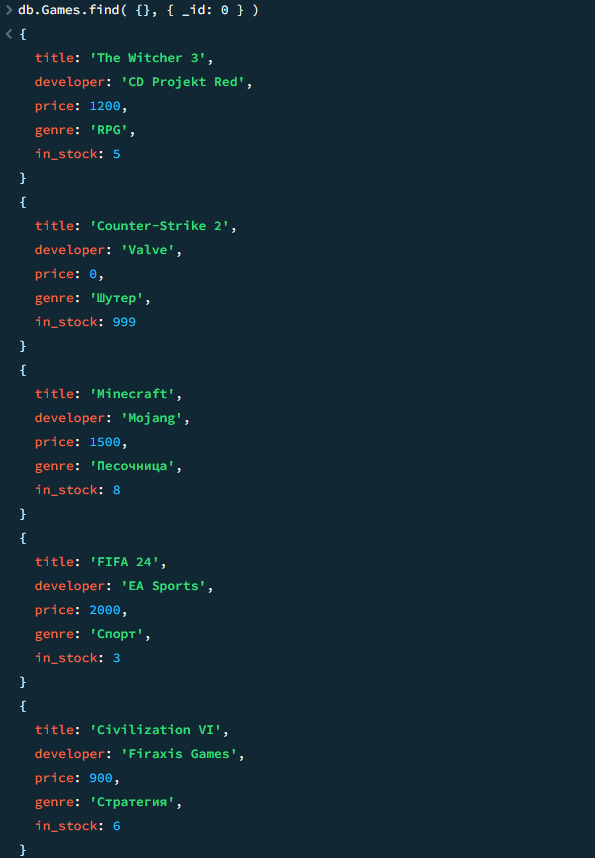 > db.Games.find( {}, { _id: 0 } )
< {
title: 'The Witcher 3',
developer: 'CD Projekt Red',
price: 1200,
genre: 'RPG',
in_stock: 5
}
{
title: 'Counter-Strike 2',
developer: 'Valve',
price: 0,
genre: 'Шутер',
in_stock: 999
}
{
title: 'Minecraft',
developer: 'Mojang',
price: 1500,
genre: 'Песочница',
in_stock: 8
}
{
title: 'FIFA 24',
developer: 'EA Sports',
price: 2000,
genre: 'Спорт',
in_stock: 3
}
{
title: 'Civilization VI',
developer: 'Firaxis Games',
price: 900,
genre: 'Стратегия',
in_stock: 6
}